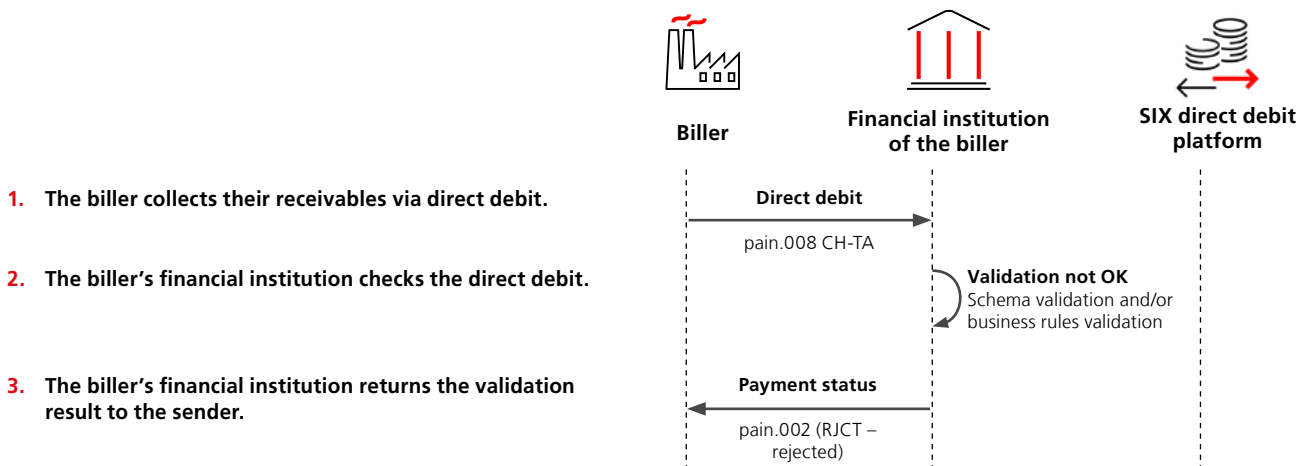 Biller
Financial institution
of the biller
SIX direct debit
platform
1. The biller collects their receivables via direct debit.
Direct debit
pain.008 CH-TA
2. The biller’s financial institution checks the direct debit.
Validation not OK
Schema validation and/or
business rules validation
3. The biller’s financial institution returns the validation
result to the sender.
Payment status
pain.002 (RJCT –
rejected)